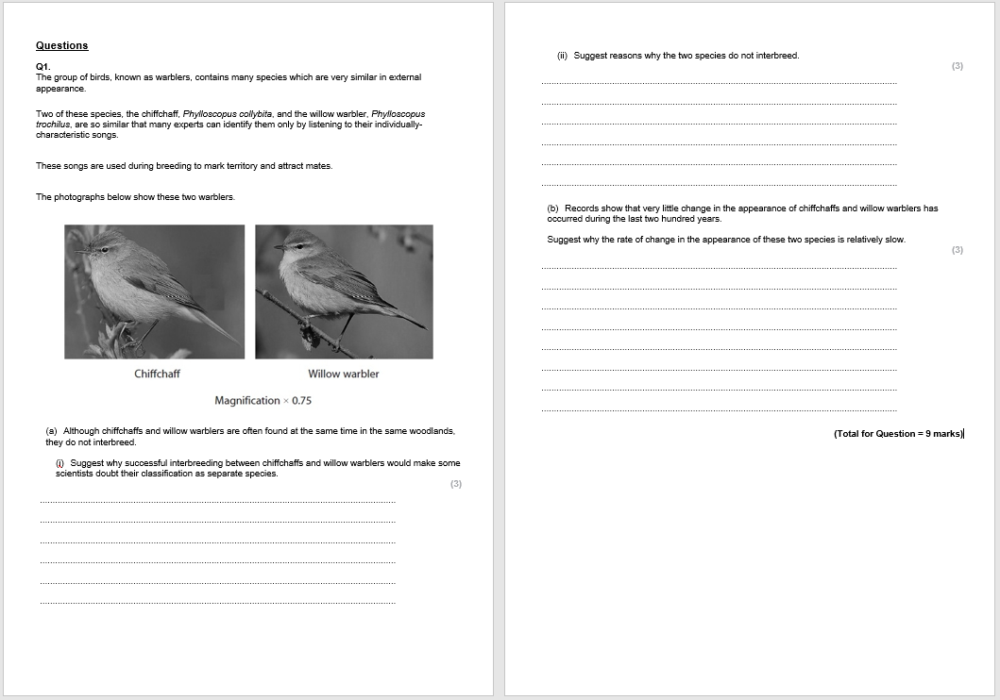 Questions
Q1.
The group of birds, known as warblers, contains many species which are very similar in external
appearance.
Two of these species, the chiffchaff, Phylloscopus collybita, and the willow warbler, Phylloscopus
trochilus, are so similar that many experts can identify them only by listening to their individually-
characteristic songs.
These songs are used during breeding to mark territory and attract mates.
The photographs below show these two warblers.
Chiffchaff Willow warbler
Magnification × 0.75
(a) Although chiffchaffs and willow warblers are often found at the same time in the same woodlands,
they do not interbreed.
(i) Suggest why successful interbreeding between chiffchaffs and willow warblers would make some
scientists doubt their classification as separate species.
(3)
(ii) Suggest reasons why the two species do not interbreed.
(3)
(b) Records show that very little change in the appearance of chiffchaffs and willow warblers has
occurred during the last two hundred years.
Suggest why the rate of change in the appearance of these two species is relatively slow.
(3)
(Total for Question = 9 marks)